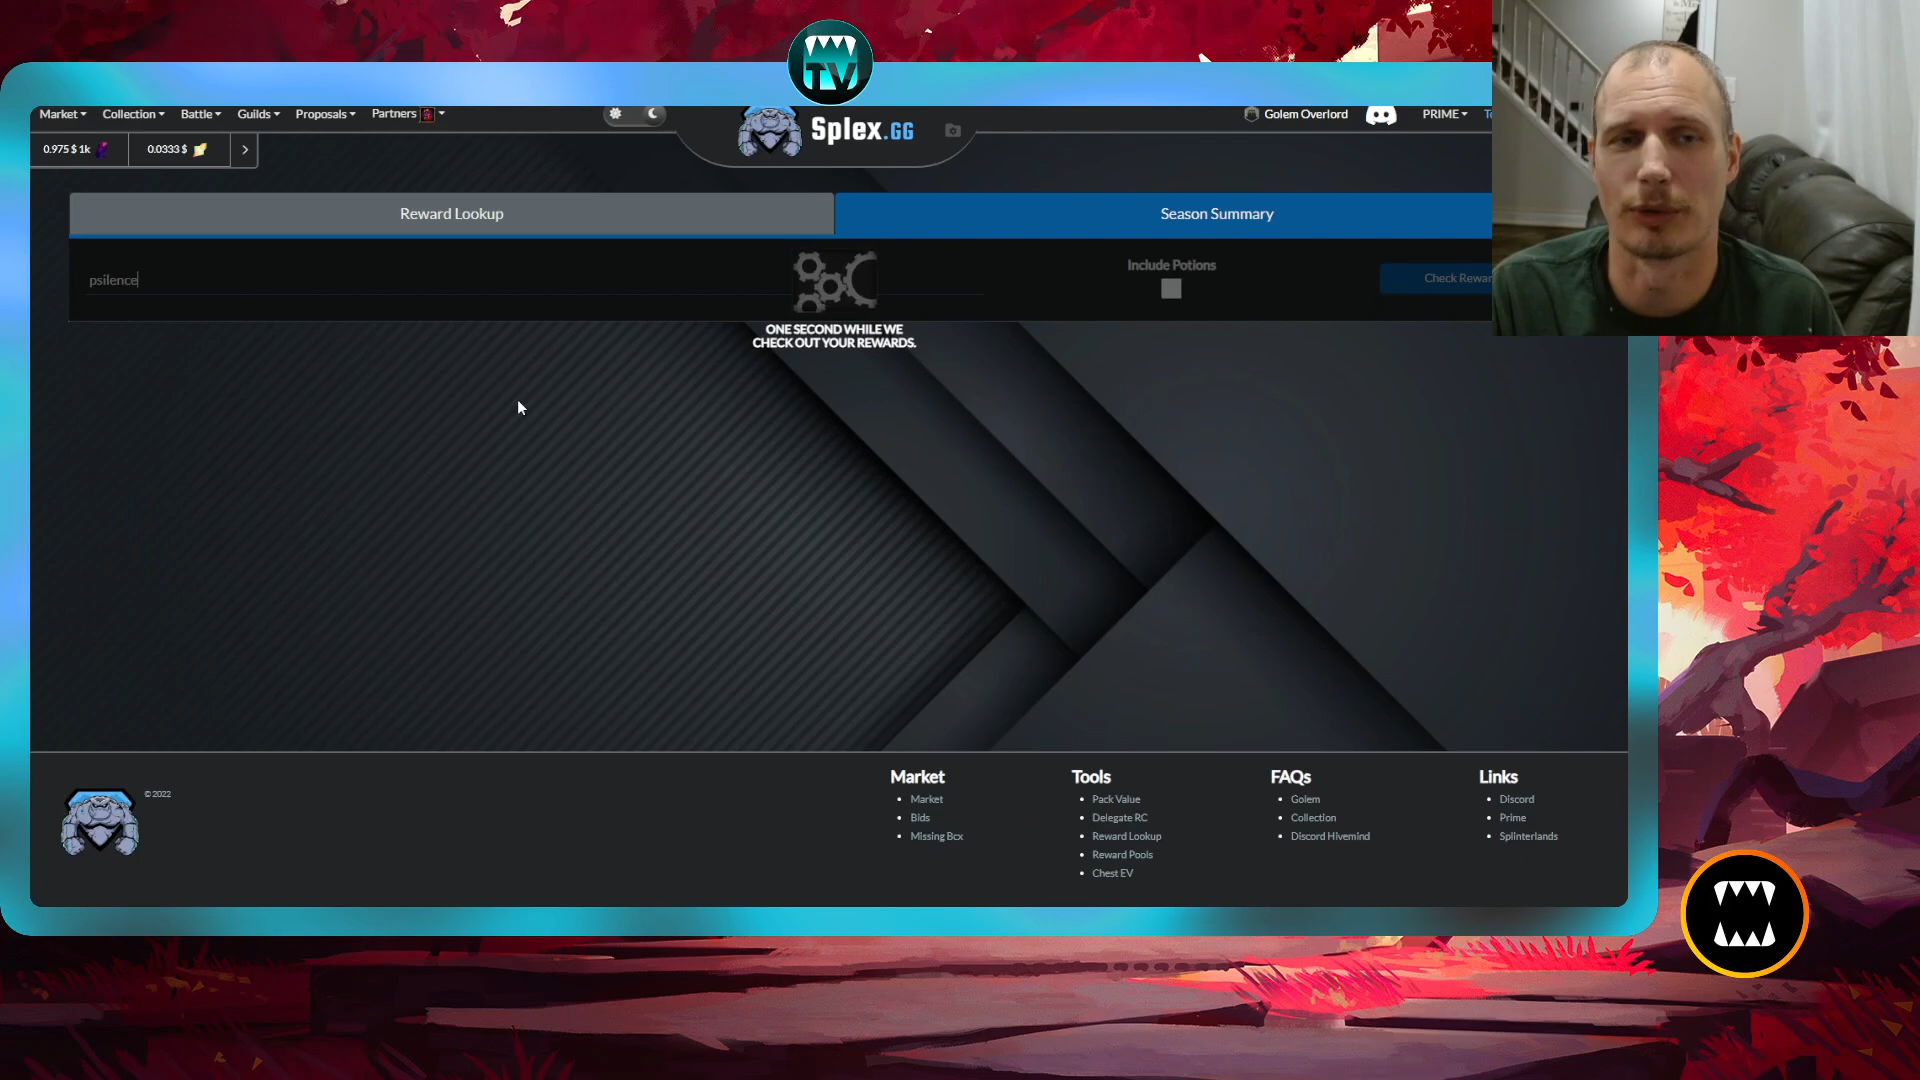 TV
Market
Collection
Battle
Guilds
Proposals
Partners
Splex.GG
Golem Overlord
PRIME
0.975 $ 1k
0.0333 $
Reward Lookup
Season Summary
psilence
Include Potions
ONE SECOND WHILE WE
CHECK OUT YOUR REWARDS.
© 2022
Market
Market
Bids
Missing Bcx
Tools
Pack Value
Delegate RC
Reward Lookup
Reward Pools
Chest EV
FAQs
Golem
Collection
Discord Hivemind
Links
Discord
Prime
Splinterlands